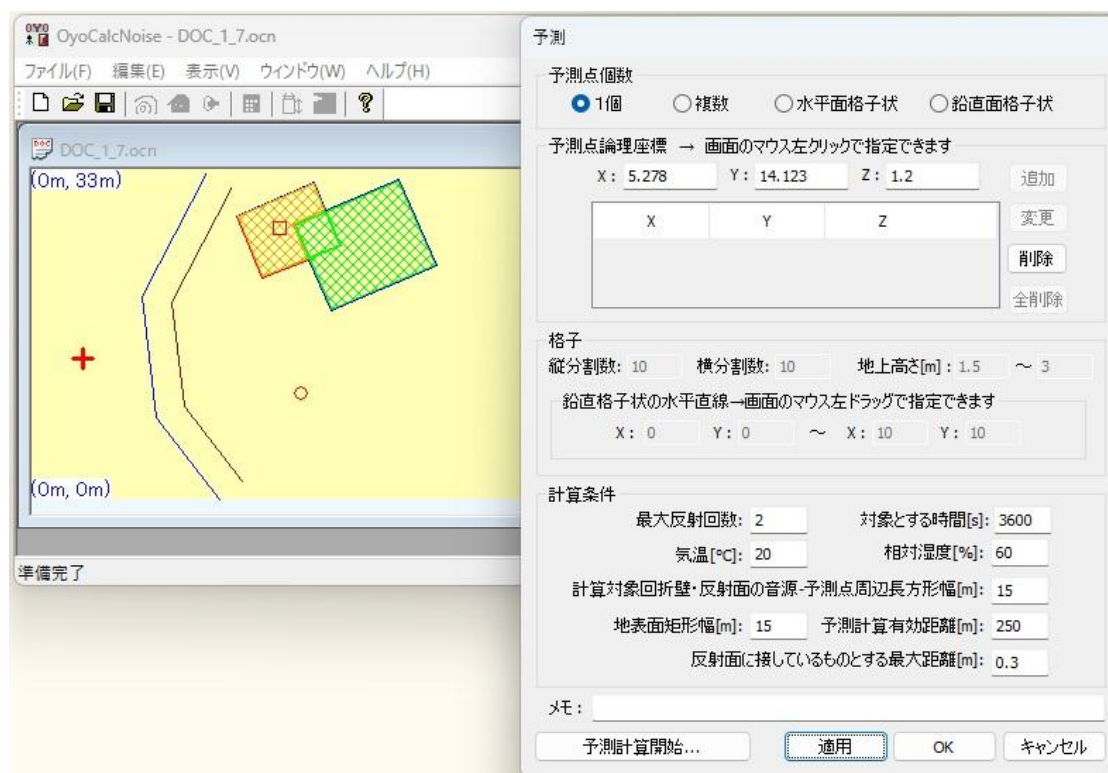 OyoCalcNoise - DOC_1_7.ocn
ファイル(F) 編集(E) 表示(V) ウィンドウ(W) ヘルプ(H)
DOC
DOC_1_7.ocn
(0m, 33m)
(0m, 0m)
準備完了
予測
予測点個数
1個 複数 水平面格子状 鉛直面格子状
予測点論理座標 → 画面のマウス左クリックで指定できます
X: 5.278 Y: 14.123 Z: 1.2 追加
X Y Z 変更
削除
全削除
格子
縦分割数: 10 横分割数: 10 地上高さ[m]: 1.5 ～ 3
鉛直格子状の水平直線→画面のマウス左ドラッグで指定できます
X: 0 Y: 0 ～ X: 10 Y: 10
計算条件
最大反射回数: 2 対象とする時間[s]: 3600
気温[℃]: 20 相対湿度[%]: 60
計算対象回折壁・反射面の音源-予測点周辺長方形幅[m]: 15
地表面矩形幅[m]: 15 予測計算有効距離[m]: 250
反射面に接しているものとする最大距離[m]: 0.3
メモ:
予測計算開始... 適用 OK キャンセル